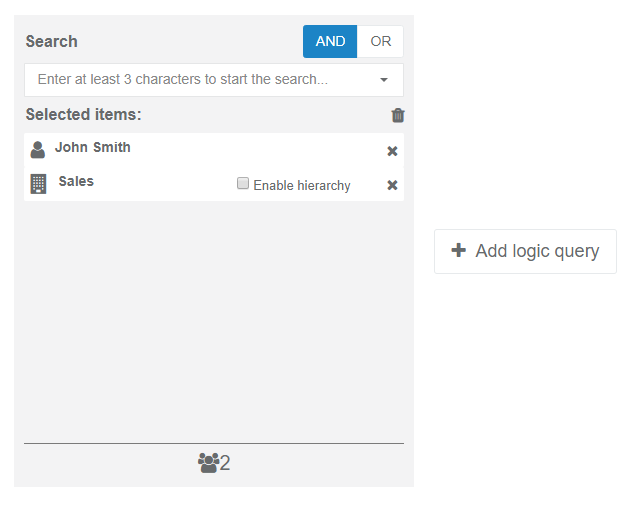 Search AND OR
Enter at least 3 characters to start the search...
Selected items:
John Smith
Sales Enable hierarchy
Add logic query
2